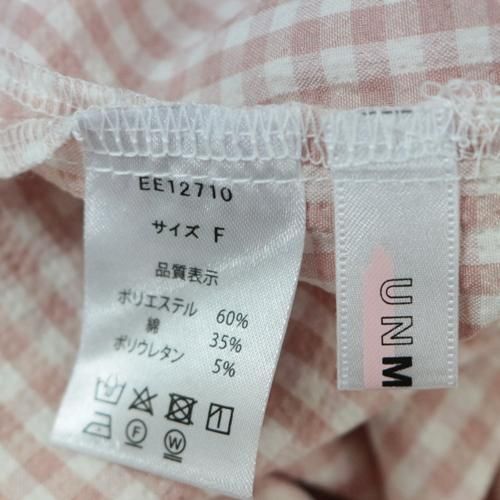 EE12710
サイズ F
品質表示
ポリエステル 60%
綿 35%
ポリウレタン 5%
F W
UNM